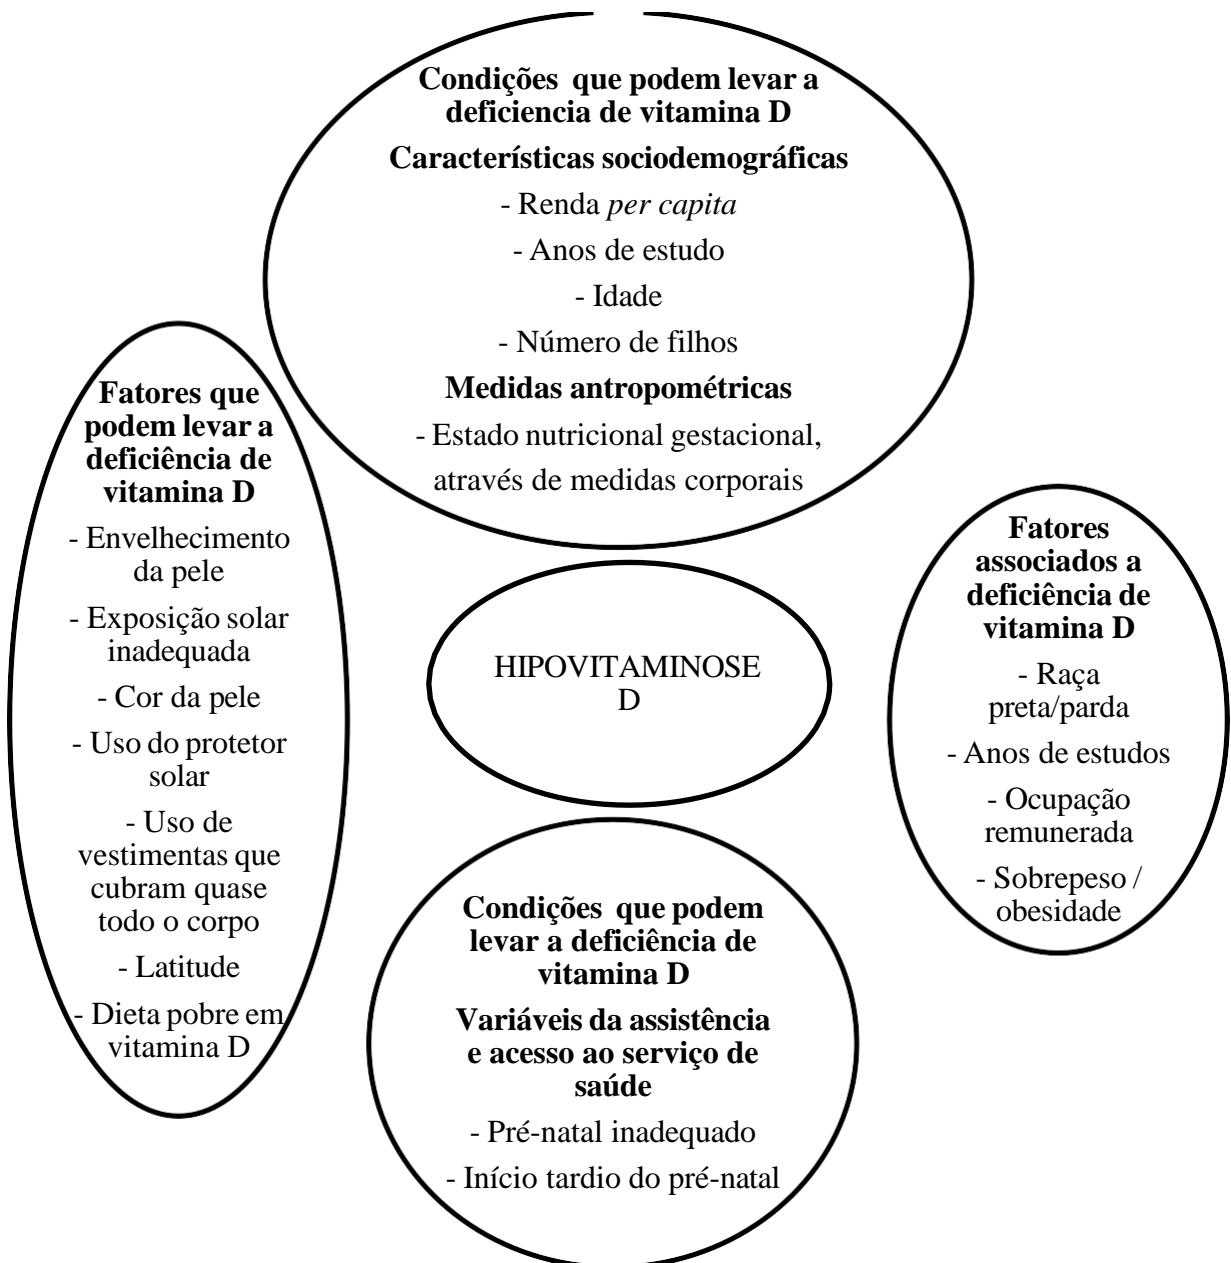 Condições que podem levar a
deficiencia de vitamina D
Características sociodemográficas
- Renda per capita
- Anos de estudo
- Idade
- Número de filhos
Medidas antropométricas
- Estado nutricional gestacional,
através de medidas corporais
Fatores que
podem levar a
deficiência de
vitamina D
- Envelhecimento
da pele
- Exposição solar
inadequada
- Cor da pele
- Uso do protetor
solar
- Uso de
vestimentas que
cubram quase
todo o corpo
- Latitude
- Dieta pobre em
vitamina D
HIPOVITAMINOSE
D
Fatores
associados a
deficiência de
vitamina D
- Raça
preta/parda
- Anos de estudos
- Ocupação
remunerada
- Sobrepeso /
obesidade
Condições que podem
levar a deficiência de
vitamina D
Variáveis da assistência
e acesso ao serviço de
saúde
- Pré-natal inadequado
- Início tardio do pré-natal